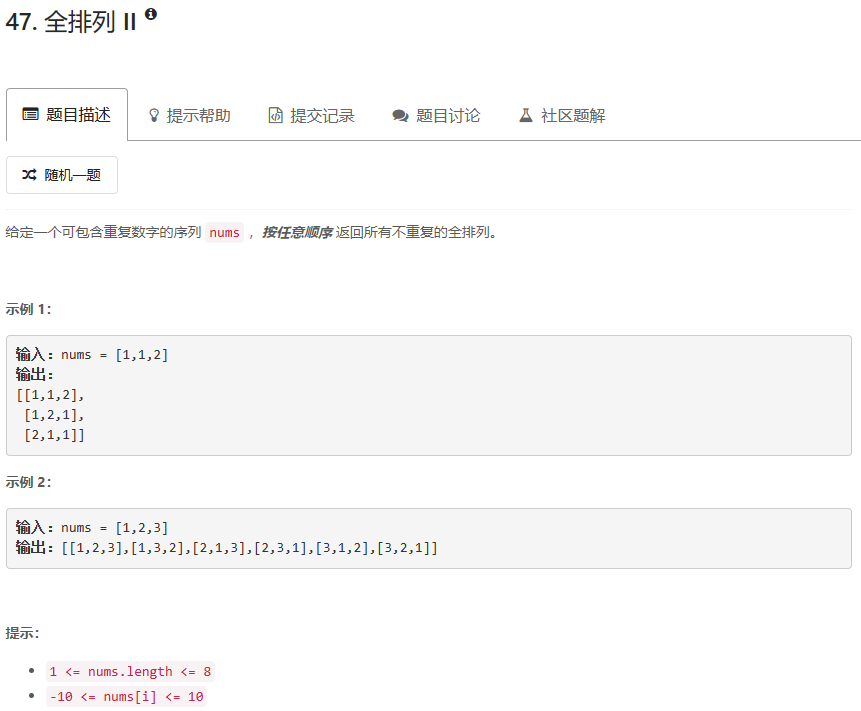 47. 全排列 II
题目描述 提示帮助 提交记录 题目讨论 社区题解
随机一题
给定一个可包含重复数字的序列 nums ，按任意顺序 返回所有不重复的全排列。
示例 1：
输入：nums = [1,1,2]
输出：
[[1,1,2],
 [1,2,1],
 [2,1,1]]
示例 2：
输入：nums = [1,2,3]
输出：[[1,2,3],[1,3,2],[2,1,3],[2,3,1],[3,1,2],[3,2,1]]
提示：
1 <= nums.length <= 8
-10 <= nums[i] <= 10